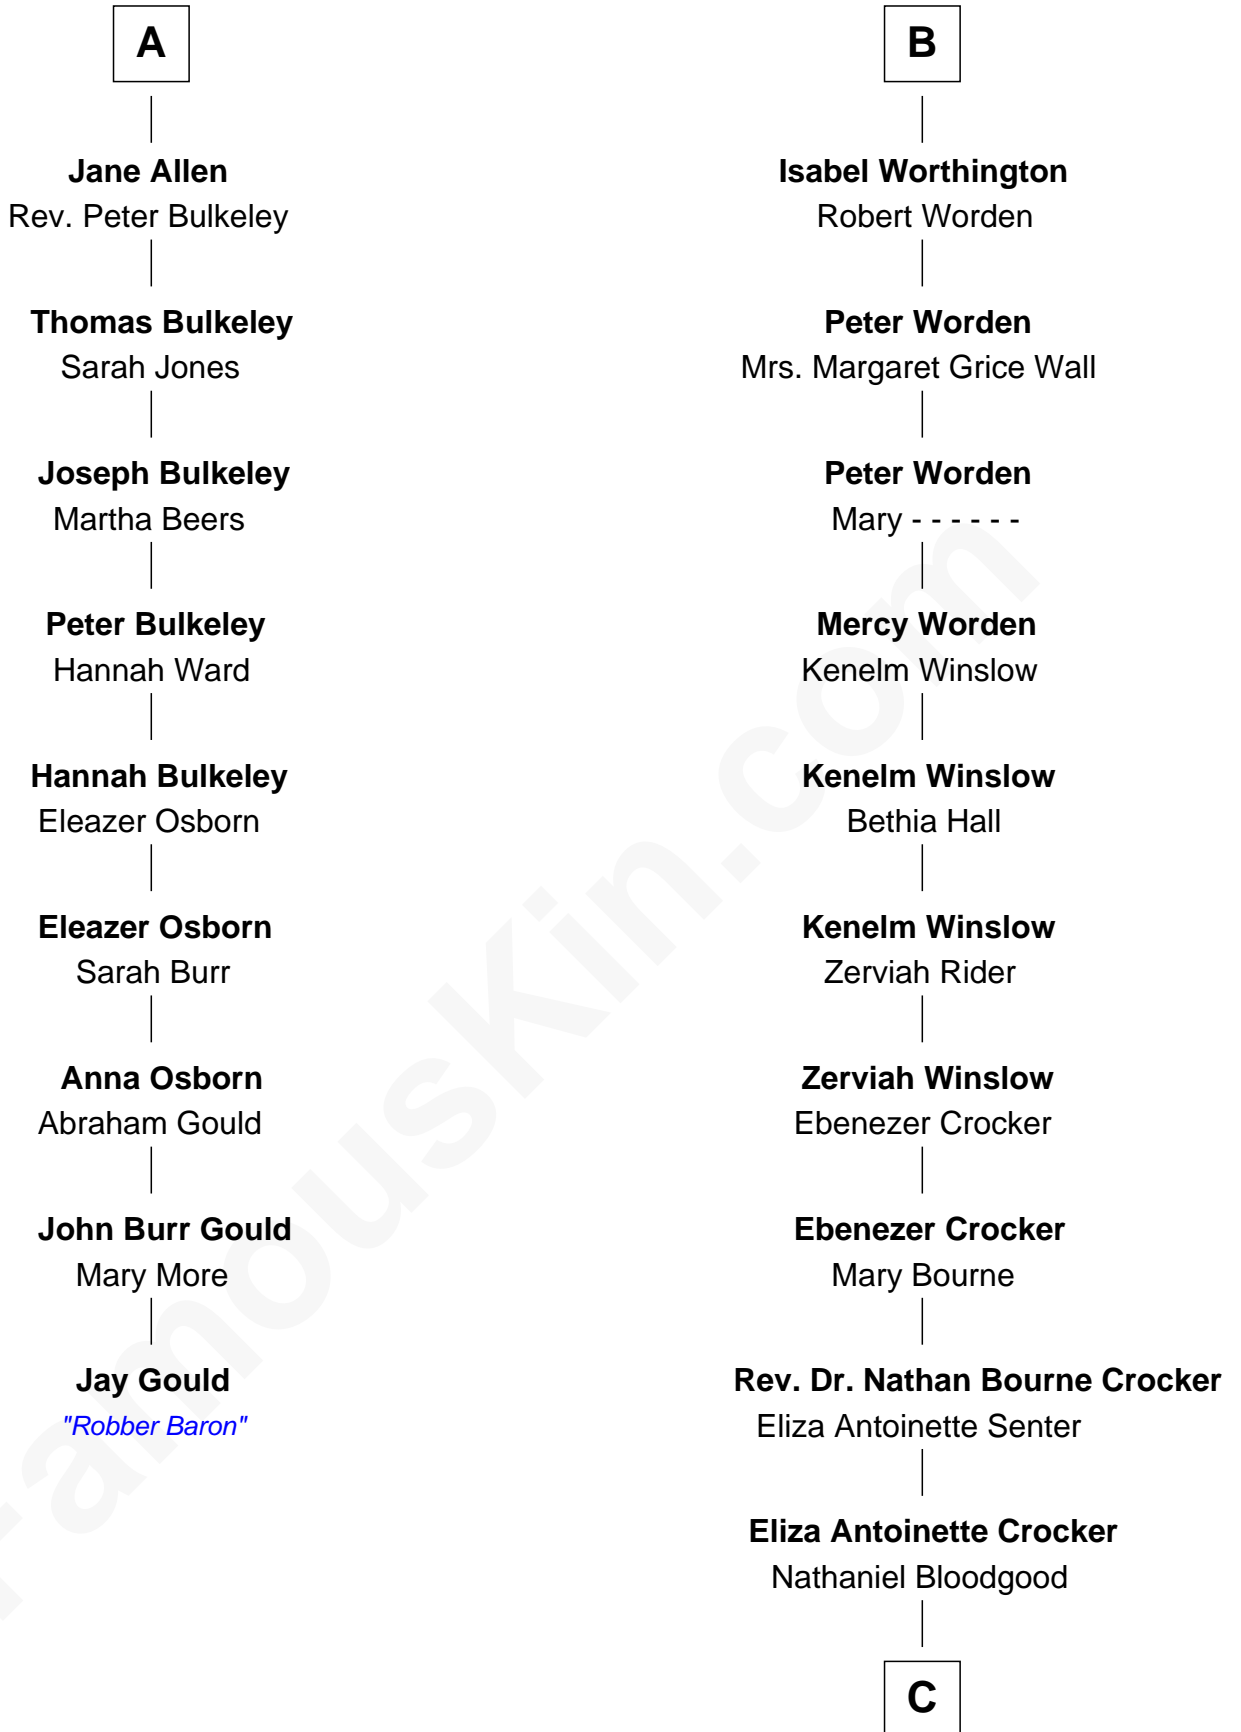 A
Jane Allen
Rev. Peter Bulkeley
Thomas Bulkeley
Sarah Jones
Joseph Bulkeley
Martha Beers
Peter Bulkeley
Hannah Ward
Hannah Bulkeley
Eleazer Osborn
Eleazer Osborn
Sarah Burr
Anna Osborn
Abraham Gould
John Burr Gould
Mary More
Jay Gould
"Robber Baron"
B
Isabel Worthington
Robert Worden
Peter Worden
Mrs. Margaret Grice Wall
Peter Worden
Mary - - - - - -
Mercy Worden
Kenelm Winslow
Kenelm Winslow
Bethia Hall
Kenelm Winslow
Zerviah Rider
Zerviah Winslow
Ebenezer Crocker
Ebenezer Crocker
Mary Bourne
Rev. Dr. Nathan Bourne Crocker
Eliza Antoinette Senter
Eliza Antoinette Crocker
Nathaniel Bloodgood
C
FamousKin.com